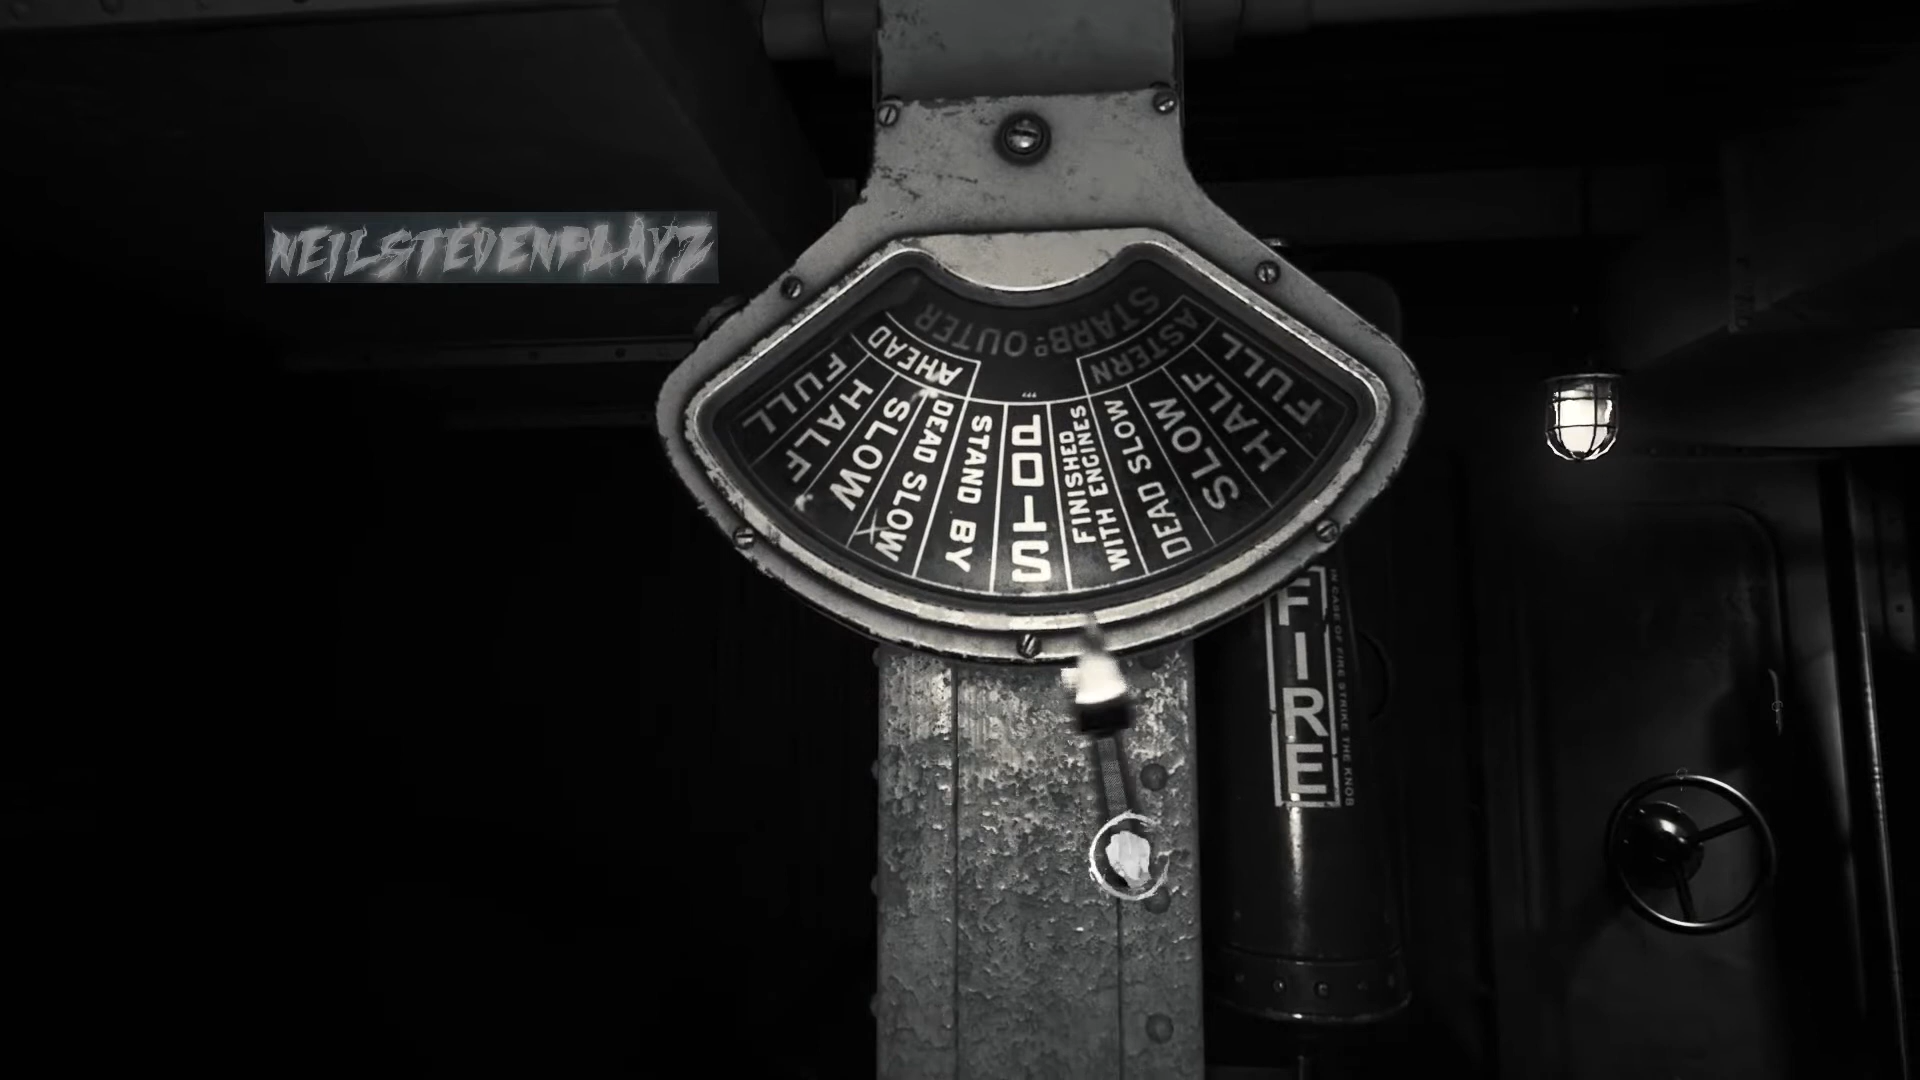 NEILSTEVENPLAYZ
STARBD OUTER
AHEAD
ASTERN
FULL
HALF
SLOW
DEAD SLOW
STAND BY
STOP
FINISHED
WITH ENGINES
DEAD SLOW
SLOW
HALF
FULL
FIRE
IN CASE OF FIRE STRIKE THE KNOB